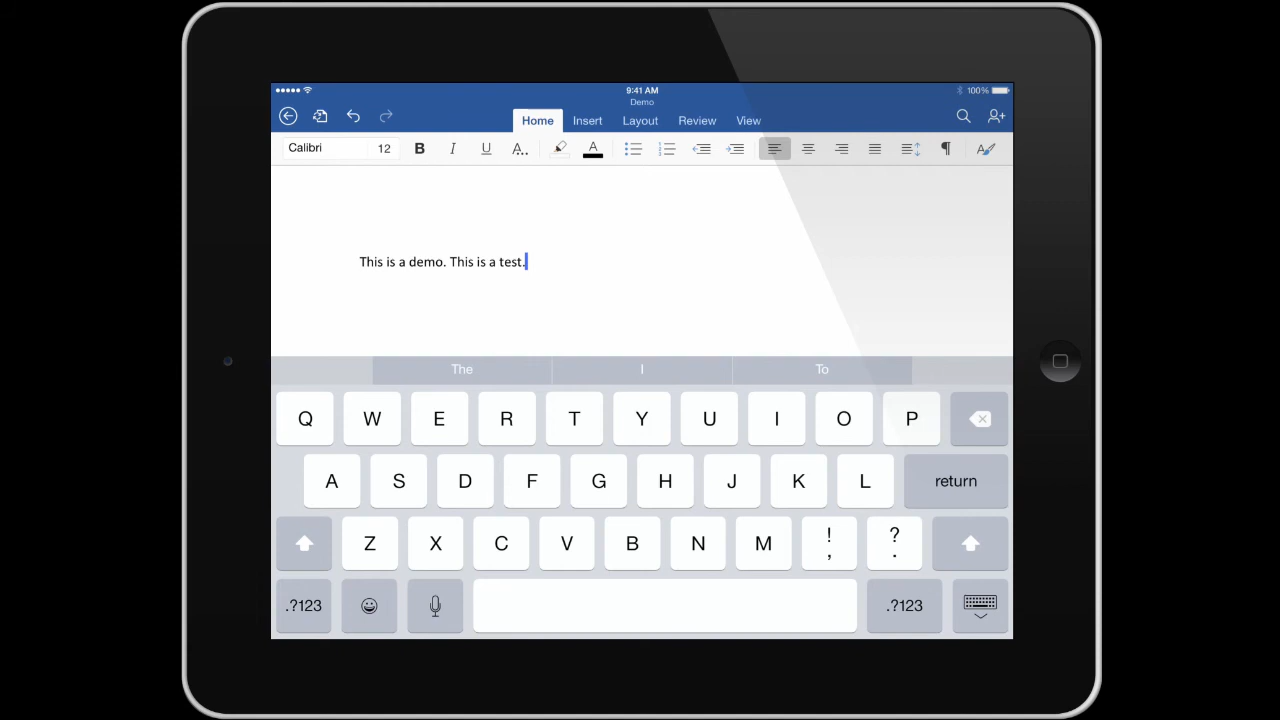 9:41 AM
100%
Demo
Home Insert Layout Review View
Calibri 12 B I U A... A
This is a demo. This is a test.
The I To
Q W E R T Y U I O P
A S D F G H J K L return
Z X C V B N M ! , ? .
.?123 .?123